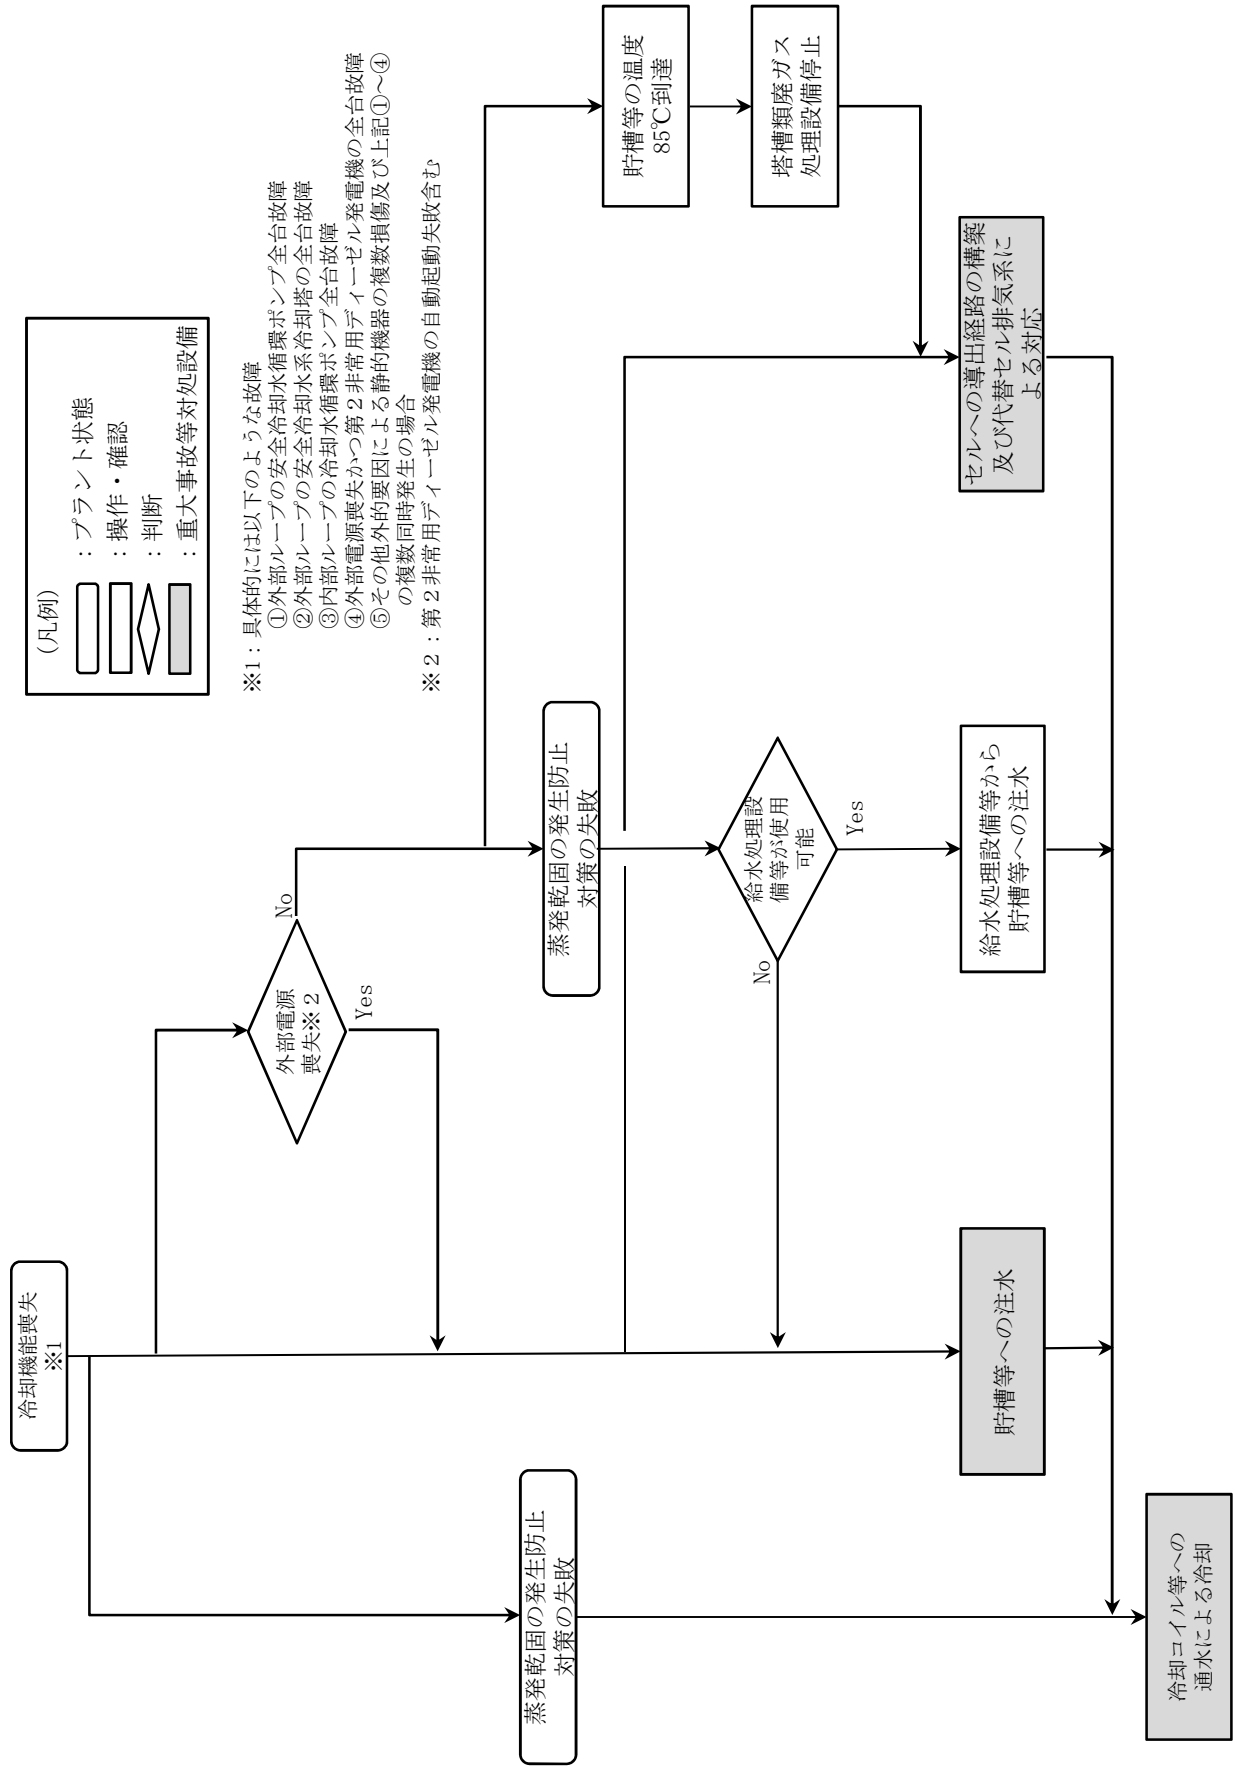 冷却機能喪失
※1
(凡例)
：プラント状態
：操作・確認
：判断
：重大事故等対処設備
※1：具体的には以下のような故障
①外部ループの安全冷却水循環ポンプ全台故障
②外部ループの安全冷却水系冷却塔の全台故障
③内部ループの冷却水循環ポンプ全台故障
④外部電源喪失かつ第２非常用ディーゼル発電機の全台故障
⑤その他外的要因による静的機器の複数損傷及び上記①～④
の複数同時発生の場合
※２：第２非常用ディーゼル発電機の自動起動失敗含む
外部電源
喪失※２
No
Yes
蒸発乾固の発生防止
対策の失敗
蒸発乾固の発生防止
対策の失敗
貯槽等の温度
85℃到達
塔槽類廃ガス
処理設備停止
給水処理設
備等が使用
可能
No
Yes
貯槽等への注水
給水処理設備等から
貯槽等への注水
セルへの導出経路の構築
及び代替セル排気系に
よる対応
冷却コイル等への
通水による冷却